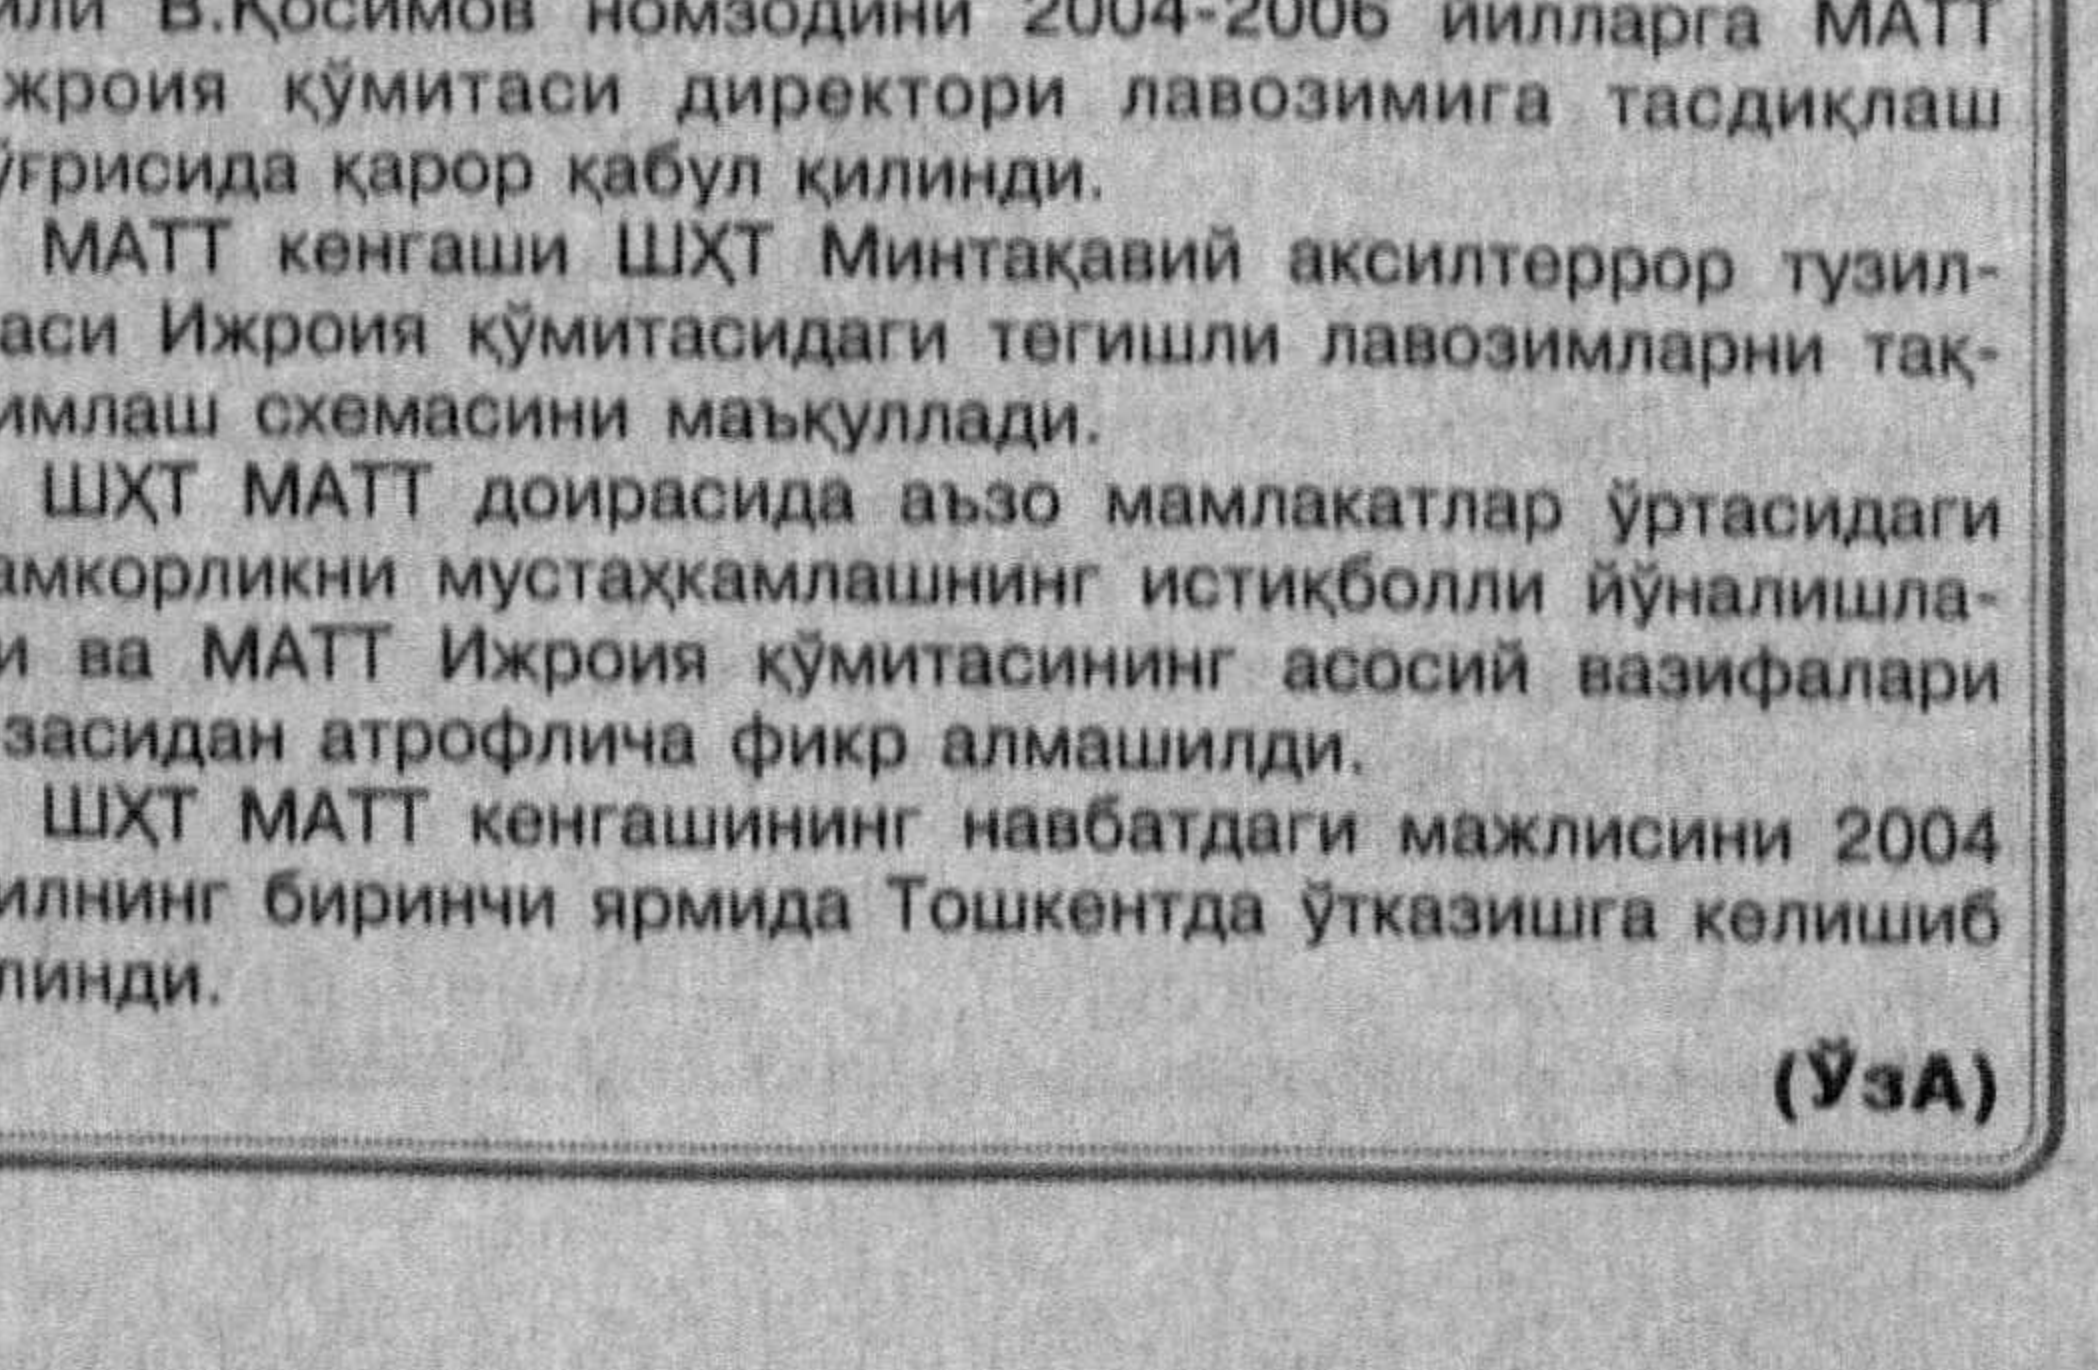 или В.Қосимов номзодини 2004-2006 йилларга МАТТ
жроия қўмитаси директори лавозимига тасдиқлаш
ўғрисида қарор қабул қилинди.
МАТТ кенгаши ШҲТ Минтақавий аксилтеррор тузил-
аси Ижроия қўмитасидаги тегишли лавозимларни тақ-
имлаш схемасини маъқуллади.
ШҲТ МАТТ доирасида аъзо мамлакатлар ўртасидаги
амкорликни мустаҳкамлашнинг истиқболли йўналишла-
и ва МАТТ Ижроия қўмитасининг асосий вазифалари
засидан атрофлича фикр алмашилди.
ШҲТ МАТТ кенгашининг навбатдаги мажлисини 2004
илнинг биринчи ярмида Тошкентда ўтказишга келишиб
линди.
(ЎзА)